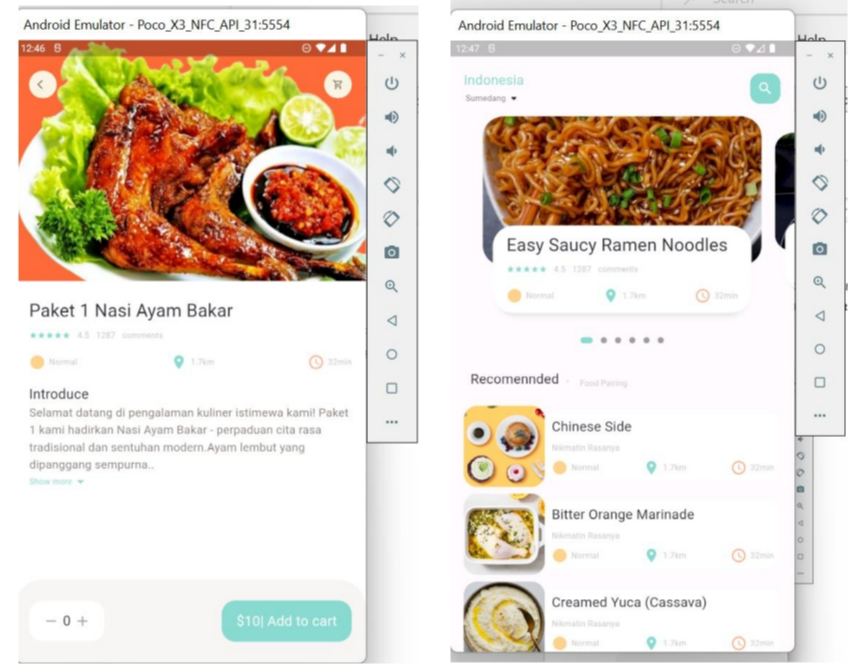 Android Emulator - Poco_X3_NFC_API_31:5554
12:46
Paket 1 Nasi Ayam Bakar
4.5 1287 comments
Normal 1.7km 32min
Introduce
Selamat datang di pengalaman kuliner istimewa kami! Paket
1 kami hadirkan Nasi Ayam Bakar - perpaduan cita rasa
tradisional dan sentuhan modern.Ayam lembut yang
dipanggang sempurna..
Show more
0
$10| Add to cart
Help
Search
Android Emulator - Poco_X3_NFC_API_31:5554
Help
12:47
Indonesia
Sumedang
Easy Saucy Ramen Noodles
4.5 1287 comments
Normal 1.7km 32min
Recomennded
Food Pairing
Chinese Side
Nikmatin Rasanya
Normal 1.7km 32min
Bitter Orange Marinade
Nikmatin Rasanya
Normal 1.7km 32min
Creamed Yuca (Cassava)
Nikmatin Rasanya
Normal 1.7km 32min